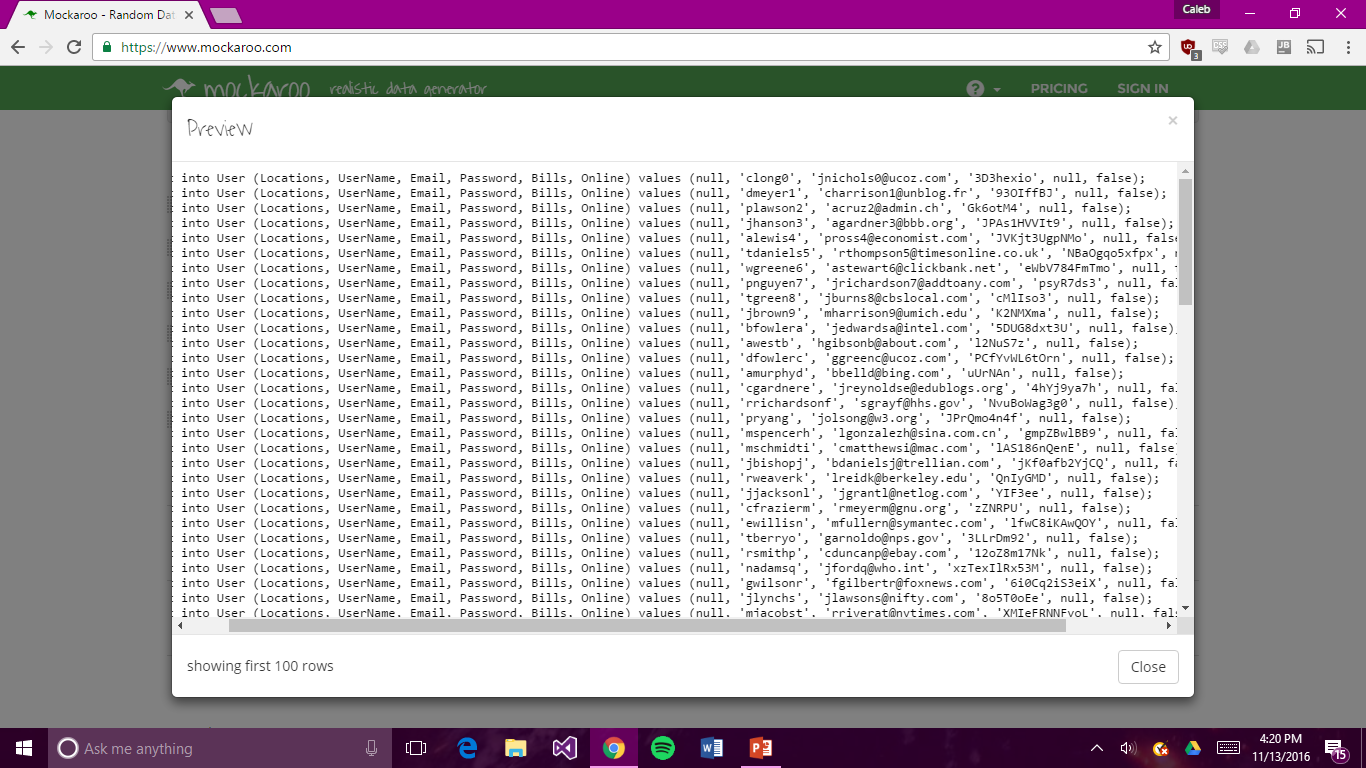 Mockaroo - Random Dat
Caleb
https://www.mockaroo.com
3
mockaroo realistic data generator
PRICING
SIGN IN
Preview
into User (Locations, UserName, Email, Password, Bills, Online) values (null, 'clong0', 'jnichols0@ucoz.com', '3D3hexio', null, false);
into User (Locations, UserName, Email, Password, Bills, Online) values (null, 'dmeyer1', 'charrison1@unblog.fr', '93OIffBJ', null, false);
into User (Locations, UserName, Email, Password, Bills, Online) values (null, 'plawson2', 'acruz2@admin.ch', 'Gk6otM4', null, false);
into User (Locations, UserName, Email, Password, Bills, Online) values (null, 'jhanson3', 'agardner3@bbb.org', 'JPAs1HVVIt9', null, false);
into User (Locations, UserName, Email, Password, Bills, Online) values (null, 'alewis4', 'pross4@economist.com', 'JVKjt3UgpNMo', null, false
into User (Locations, UserName, Email, Password, Bills, Online) values (null, 'tdaniels5', 'rthompson5@timesonline.co.uk', 'NBaOgqo5xfpx',
into User (Locations, UserName, Email, Password, Bills, Online) values (null, 'wgreene6', 'astewart6@clickbank.net', 'eWbV784FmTmo', null,
into User (Locations, UserName, Email, Password, Bills, Online) values (null, 'pnguyen7', 'jrichardson7@addtoany.com', 'psyR7ds3', null, false
into User (Locations, UserName, Email, Password, Bills, Online) values (null, 'tgreen8', 'jburns8@cbslocal.com', 'cMlIso3', null, false);
into User (Locations, UserName, Email, Password, Bills, Online) values (null, 'jbrown9', 'mharrison9@umich.edu', 'K2NMXma', null, false);
into User (Locations, UserName, Email, Password, Bills, Online) values (null, 'bfowlera', 'jedwardsa@intel.com', '5DUG8dxt3U', null, false)
into User (Locations, UserName, Email, Password, Bills, Online) values (null, 'awestb', 'hgibsonb@about.com', 'l2NuS7z', null, false);
into User (Locations, UserName, Email, Password, Bills, Online) values (null, 'dfowlerc', 'ggreenc@ucoz.com', 'PCfYvWL6tOrn', null, false);
into User (Locations, UserName, Email, Password, Bills, Online) values (null, 'amurphyd', 'bbelld@bing.com', 'uUrNAn', null, false);
into User (Locations, UserName, Email, Password, Bills, Online) values (null, 'cgardnere', 'jreynoldse@edublogs.org', '4hYj9ya7h', null, fal
into User (Locations, UserName, Email, Password, Bills, Online) values (null, 'rrichardsonf', 'sgrayf@hhs.gov', 'NvuBoWag3g0', null, false)
into User (Locations, UserName, Email, Password, Bills, Online) values (null, 'pryang', 'jolsong@w3.org', 'JPrQmo4n4f', null, false);
into User (Locations, UserName, Email, Password, Bills, Online) values (null, 'mspencerh', 'lgonzalezh@sina.com.cn', 'gmpZBwlBB9', null, fal
into User (Locations, UserName, Email, Password, Bills, Online) values (null, 'mschmidti', 'cmatthewsi@mac.com', 'lAS186nQenE', null, false)
into User (Locations, UserName, Email, Password, Bills, Online) values (null, 'jbishopj', 'bdanielsj@trellian.com', 'jKf0afb2YjCQ', null, fa
into User (Locations, UserName, Email, Password, Bills, Online) values (null, 'rweaverk', 'lreidk@berkeley.edu', 'QnIyGMD', null, false);
into User (Locations, UserName, Email, Password, Bills, Online) values (null, 'jjacksonl', 'jgrantl@netlog.com', 'YIF3ee', null, false);
into User (Locations, UserName, Email, Password, Bills, Online) values (null, 'cfrazierm', 'rmeyerm@gnu.org', 'zZNRPU', null, false);
into User (Locations, UserName, Email, Password, Bills, Online) values (null, 'ewillisn', 'mfullern@symantec.com', 'lfwC8iKAwQOY', null, fal
into User (Locations, UserName, Email, Password, Bills, Online) values (null, 'tberryo', 'garnoldo@nps.gov', '3LLrDm92', null, false);
into User (Locations, UserName, Email, Password, Bills, Online) values (null, 'rsmithp', 'cduncanp@ebay.com', '12oZ8m17Nk', null, false);
into User (Locations, UserName, Email, Password, Bills, Online) values (null, 'nadamsq', 'jfordq@who.int', 'xzTexIlRx53M', null, false);
into User (Locations, UserName, Email, Password, Bills, Online) values (null, 'gwilsonr', 'fgilbertr@foxnews.com', '6i0Cq2iS3eiX', null, fal
into User (Locations, UserName, Email, Password, Bills, Online) values (null, 'jlynchs', 'jlawsons@nifty.com', '8o5T0oEe', null, false);
into User (Locations, UserName, Email, Password, Bills, Online) values (null, 'mjacobst', 'rriverat@nytimes.com', 'XMIeFRNNFvoL', null, fal
showing first 100 rows
Close
Ask me anything
4:20 PM
11/13/2016
15